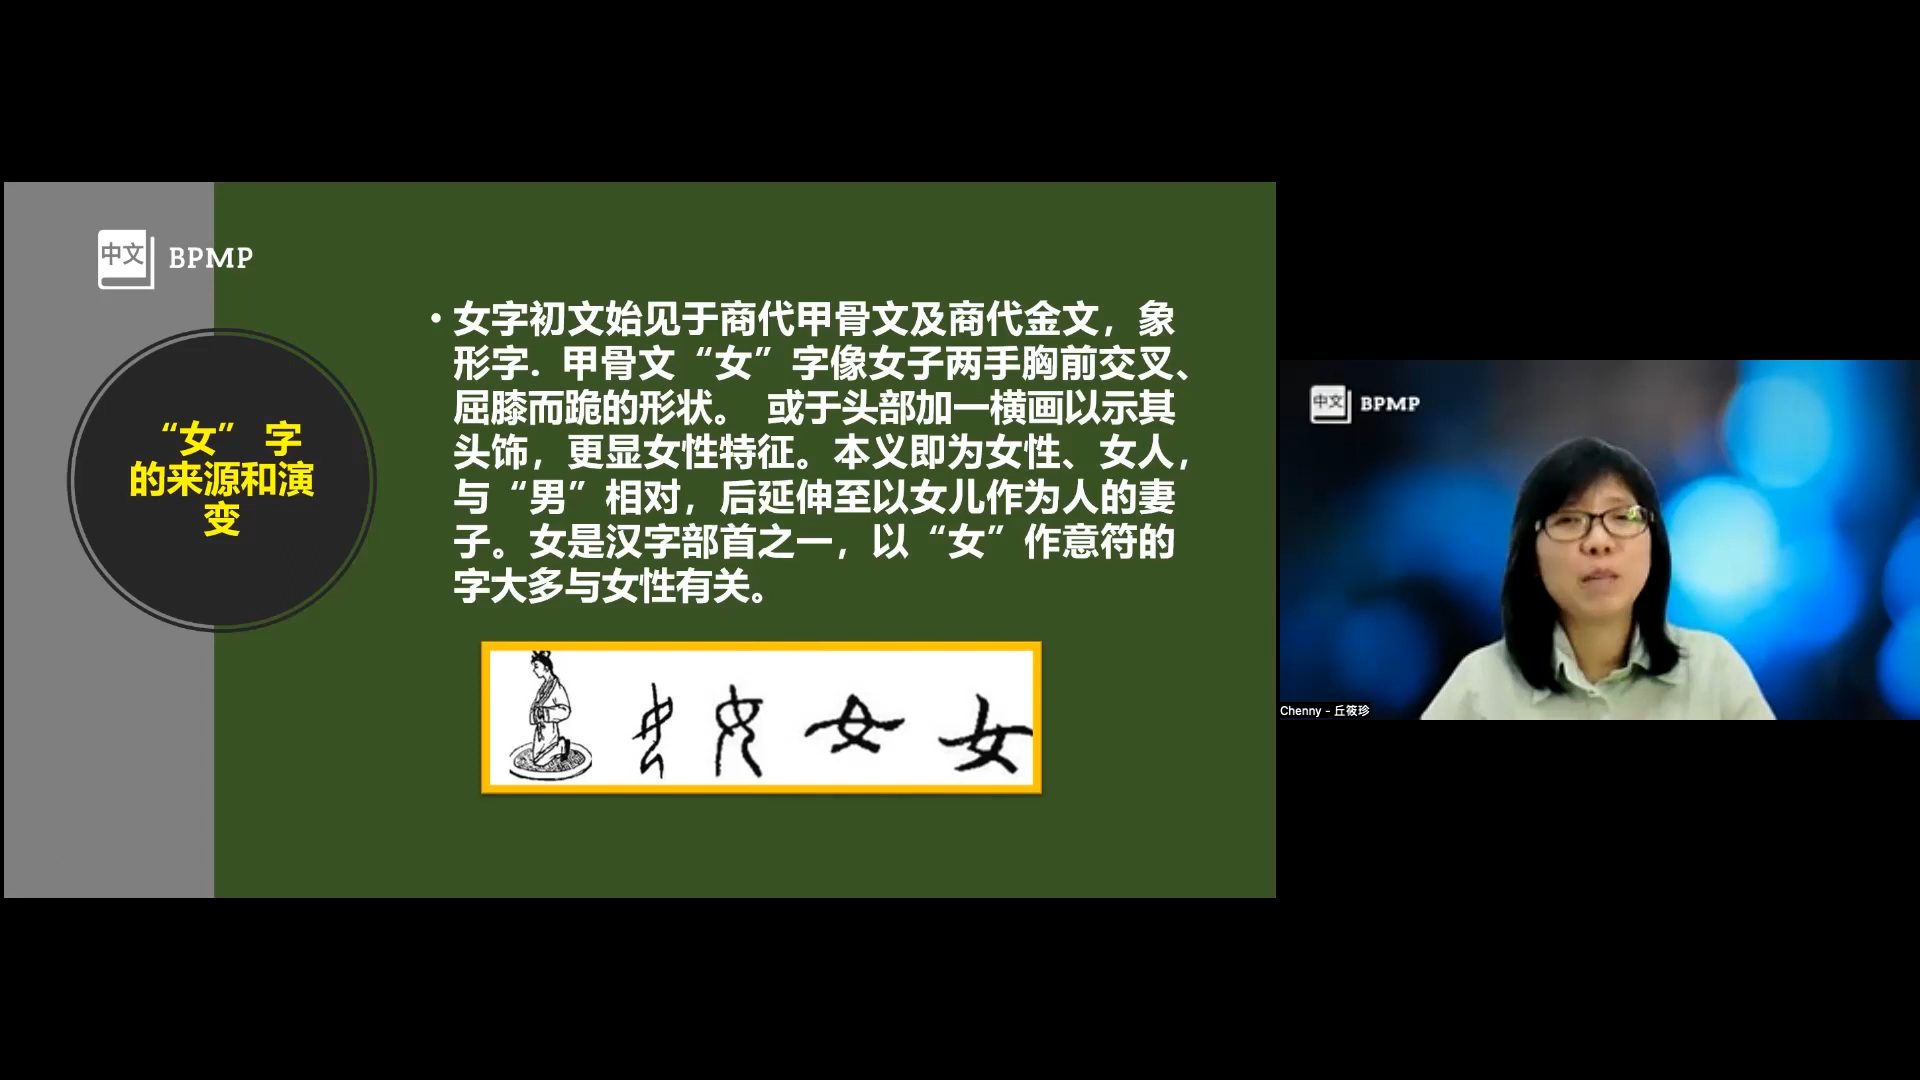 中文 BPMP
“女” 字
的来源和演
变
• 女字初文始见于商代甲骨文及商代金文，象
形字. 甲骨文“女”字像女子两手胸前交叉、
屈膝而跪的形状。 或于头部加一横画以示其
头饰，更显女性特征。本义即为女性、女人，
与“男”相对，后延伸至以女儿作为人的妻
子。女是汉字部首之一，以“女”作意符的
字大多与女性有关。
女 女
中文 BPMP
Chenny - 丘筱珍